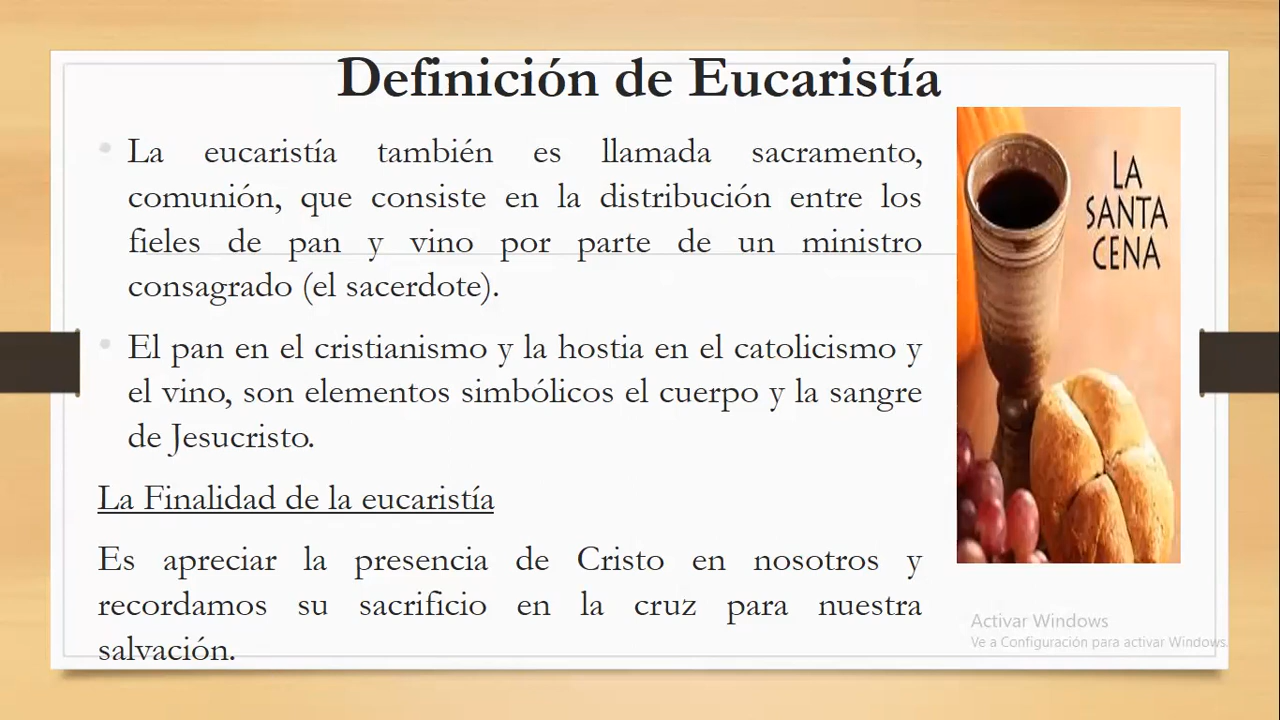 Definición de Eucaristía
La eucaristía también es llamada sacramento,
comunión, que consiste en la distribución entre los
fieles de pan y vino por parte de un ministro
consagrado (el sacerdote).
El pan en el cristianismo y la hostia en el catolicismo y
el vino, son elementos simbólicos el cuerpo y la sangre
de Jesucristo.
La Finalidad de la eucaristía
Es apreciar la presencia de Cristo en nosotros y
recordamos su sacrificio en la cruz para nuestra
salvación.
LA
SANTA
CENA
Activar Windows
Ve a Configuración para activar Windows.